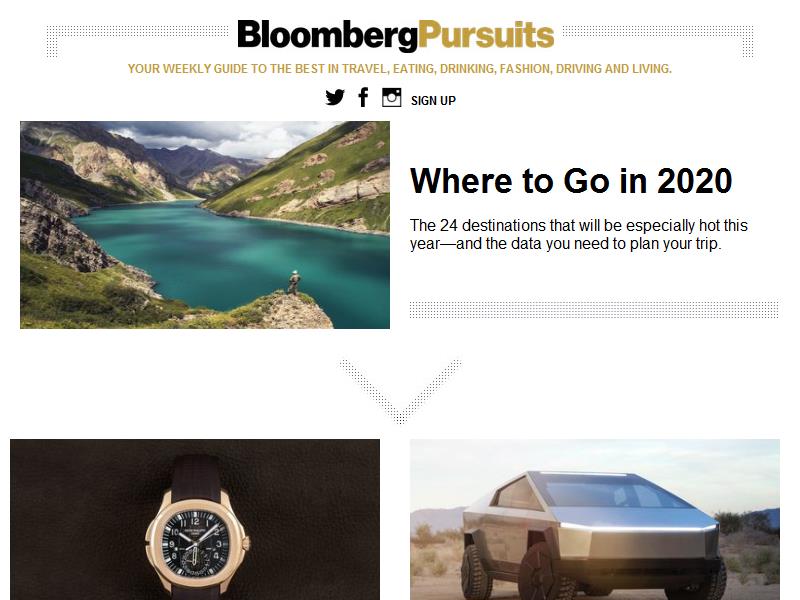 BloombergPursuits
YOUR WEEKLY GUIDE TO THE BEST IN TRAVEL, EATING, DRINKING, FASHION, DRIVING AND LIVING.
SIGN UP
Where to Go in 2020
The 24 destinations that will be especially hot this
year—and the data you need to plan your trip.